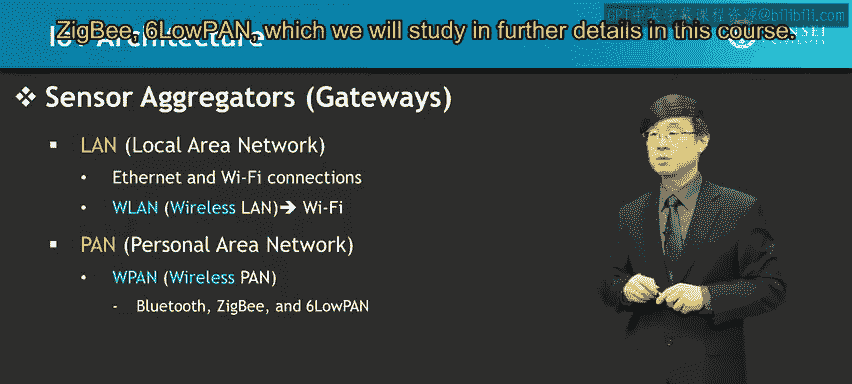 ZigBee, 6LowPAN, which we will study in further details in this course.
IoT Architecture
❖ Sensor Aggregators (Gateways)
▪ LAN (Local Area Network)
• Ethernet and Wi-Fi connections
• WLAN (Wireless LAN)➔ Wi-Fi
▪ PAN (Personal Area Network)
• WPAN (Wireless PAN)
- Bluetooth, ZigBee, and 6LowPAN